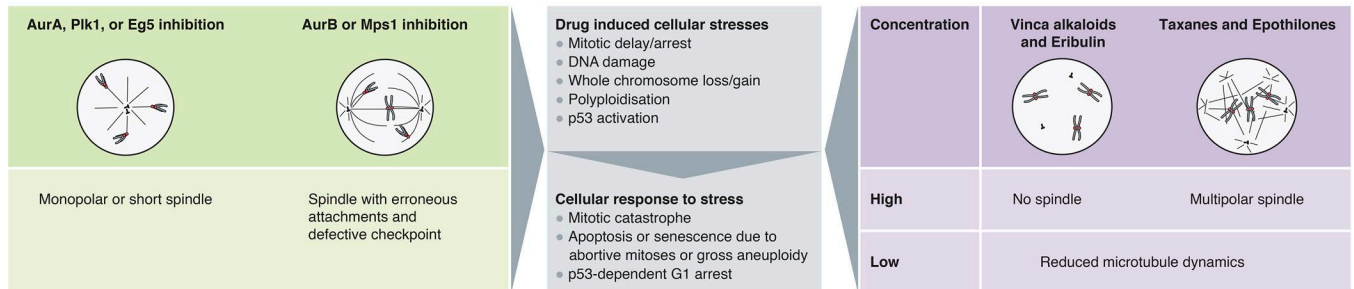 AurA, Plk1, or Eg5 inhibition
AurB or Mps1 inhibition
Monopolar or short spindle
Spindle with erroneous
attachments and
defective checkpoint
Drug induced cellular stresses
Mitotic delay/arrest
DNA damage
Whole chromosome loss/gain
Polyploidisation
p53 activation
Cellular response to stress
Mitotic catastrophe
Apoptosis or senescence due to
abortive mitoses or gross aneuploidy
p53-dependent G1 arrest
Concentration
Vinca alkaloids
and Eribulin
Taxanes and Epothilones
High
No spindle
Multipolar spindle
Low
Reduced microtubule dynamics